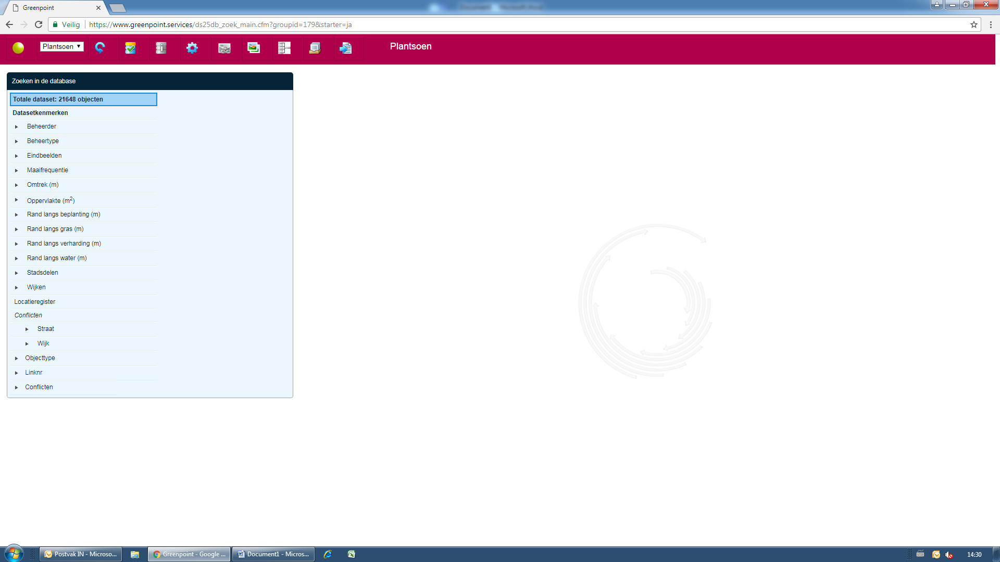 Greenpoint
Veilig https://www.greenpoint.services/ds25db_zoek_main.cfm?groupid=179&starter=ja
Plantsoen
Plantsoen
Zoeken in de database
Totale dataset: 21648 objecten
Datasetkenmerken
Beheerder
Beheertype
Eindbeelden
Maaifrequentie
Omtrek (m)
Oppervlakte (m²)
Rand langs beplanting (m)
Rand langs gras (m)
Rand langs verharding (m)
Rand langs water (m)
Stadsdelen
Wijken
Locatieregister
Conflicten
Straat
Wijk
Objecttype
Linknr
Conflicten
Postvak IN - Microso...
Greenpoint - Google ...
Document1 - Micros...
14:30